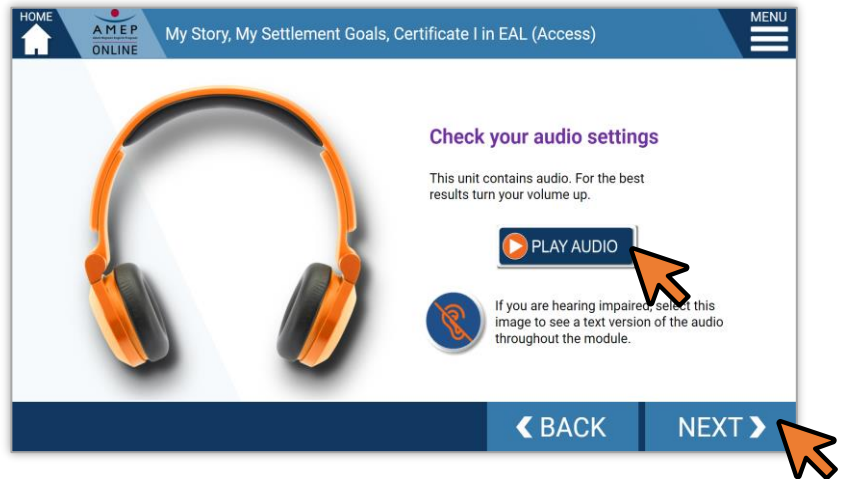 HOME
AMEP
ONLINE
My Story, My Settlement Goals, Certificate I in EAL (Access)
MENU
Check your audio settings
This unit contains audio. For the best
results turn your volume up.
PLAY AUDIO
If you are hearing impaired, select this
image to see a text version of the audio
throughout the module.
BACK
NEXT